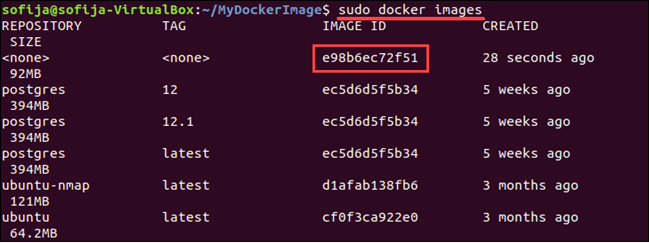 sofija@sofija-VirtualBox:~/MyDockerImage$ sudo docker images
REPOSITORY TAG IMAGE ID CREATED
SIZE
<none> <none> e98b6ec72f51 28 seconds ago
92MB
postgres 12 ec5d6d5f5b34 5 weeks ago
394MB
postgres 12.1 ec5d6d5f5b34 5 weeks ago
394MB
postgres latest ec5d6d5f5b34 5 weeks ago
394MB
ubuntu-nmap latest d1afab138fb6 3 months ago
121MB
ubuntu latest cf0f3ca922e0 3 months ago
64.2MB